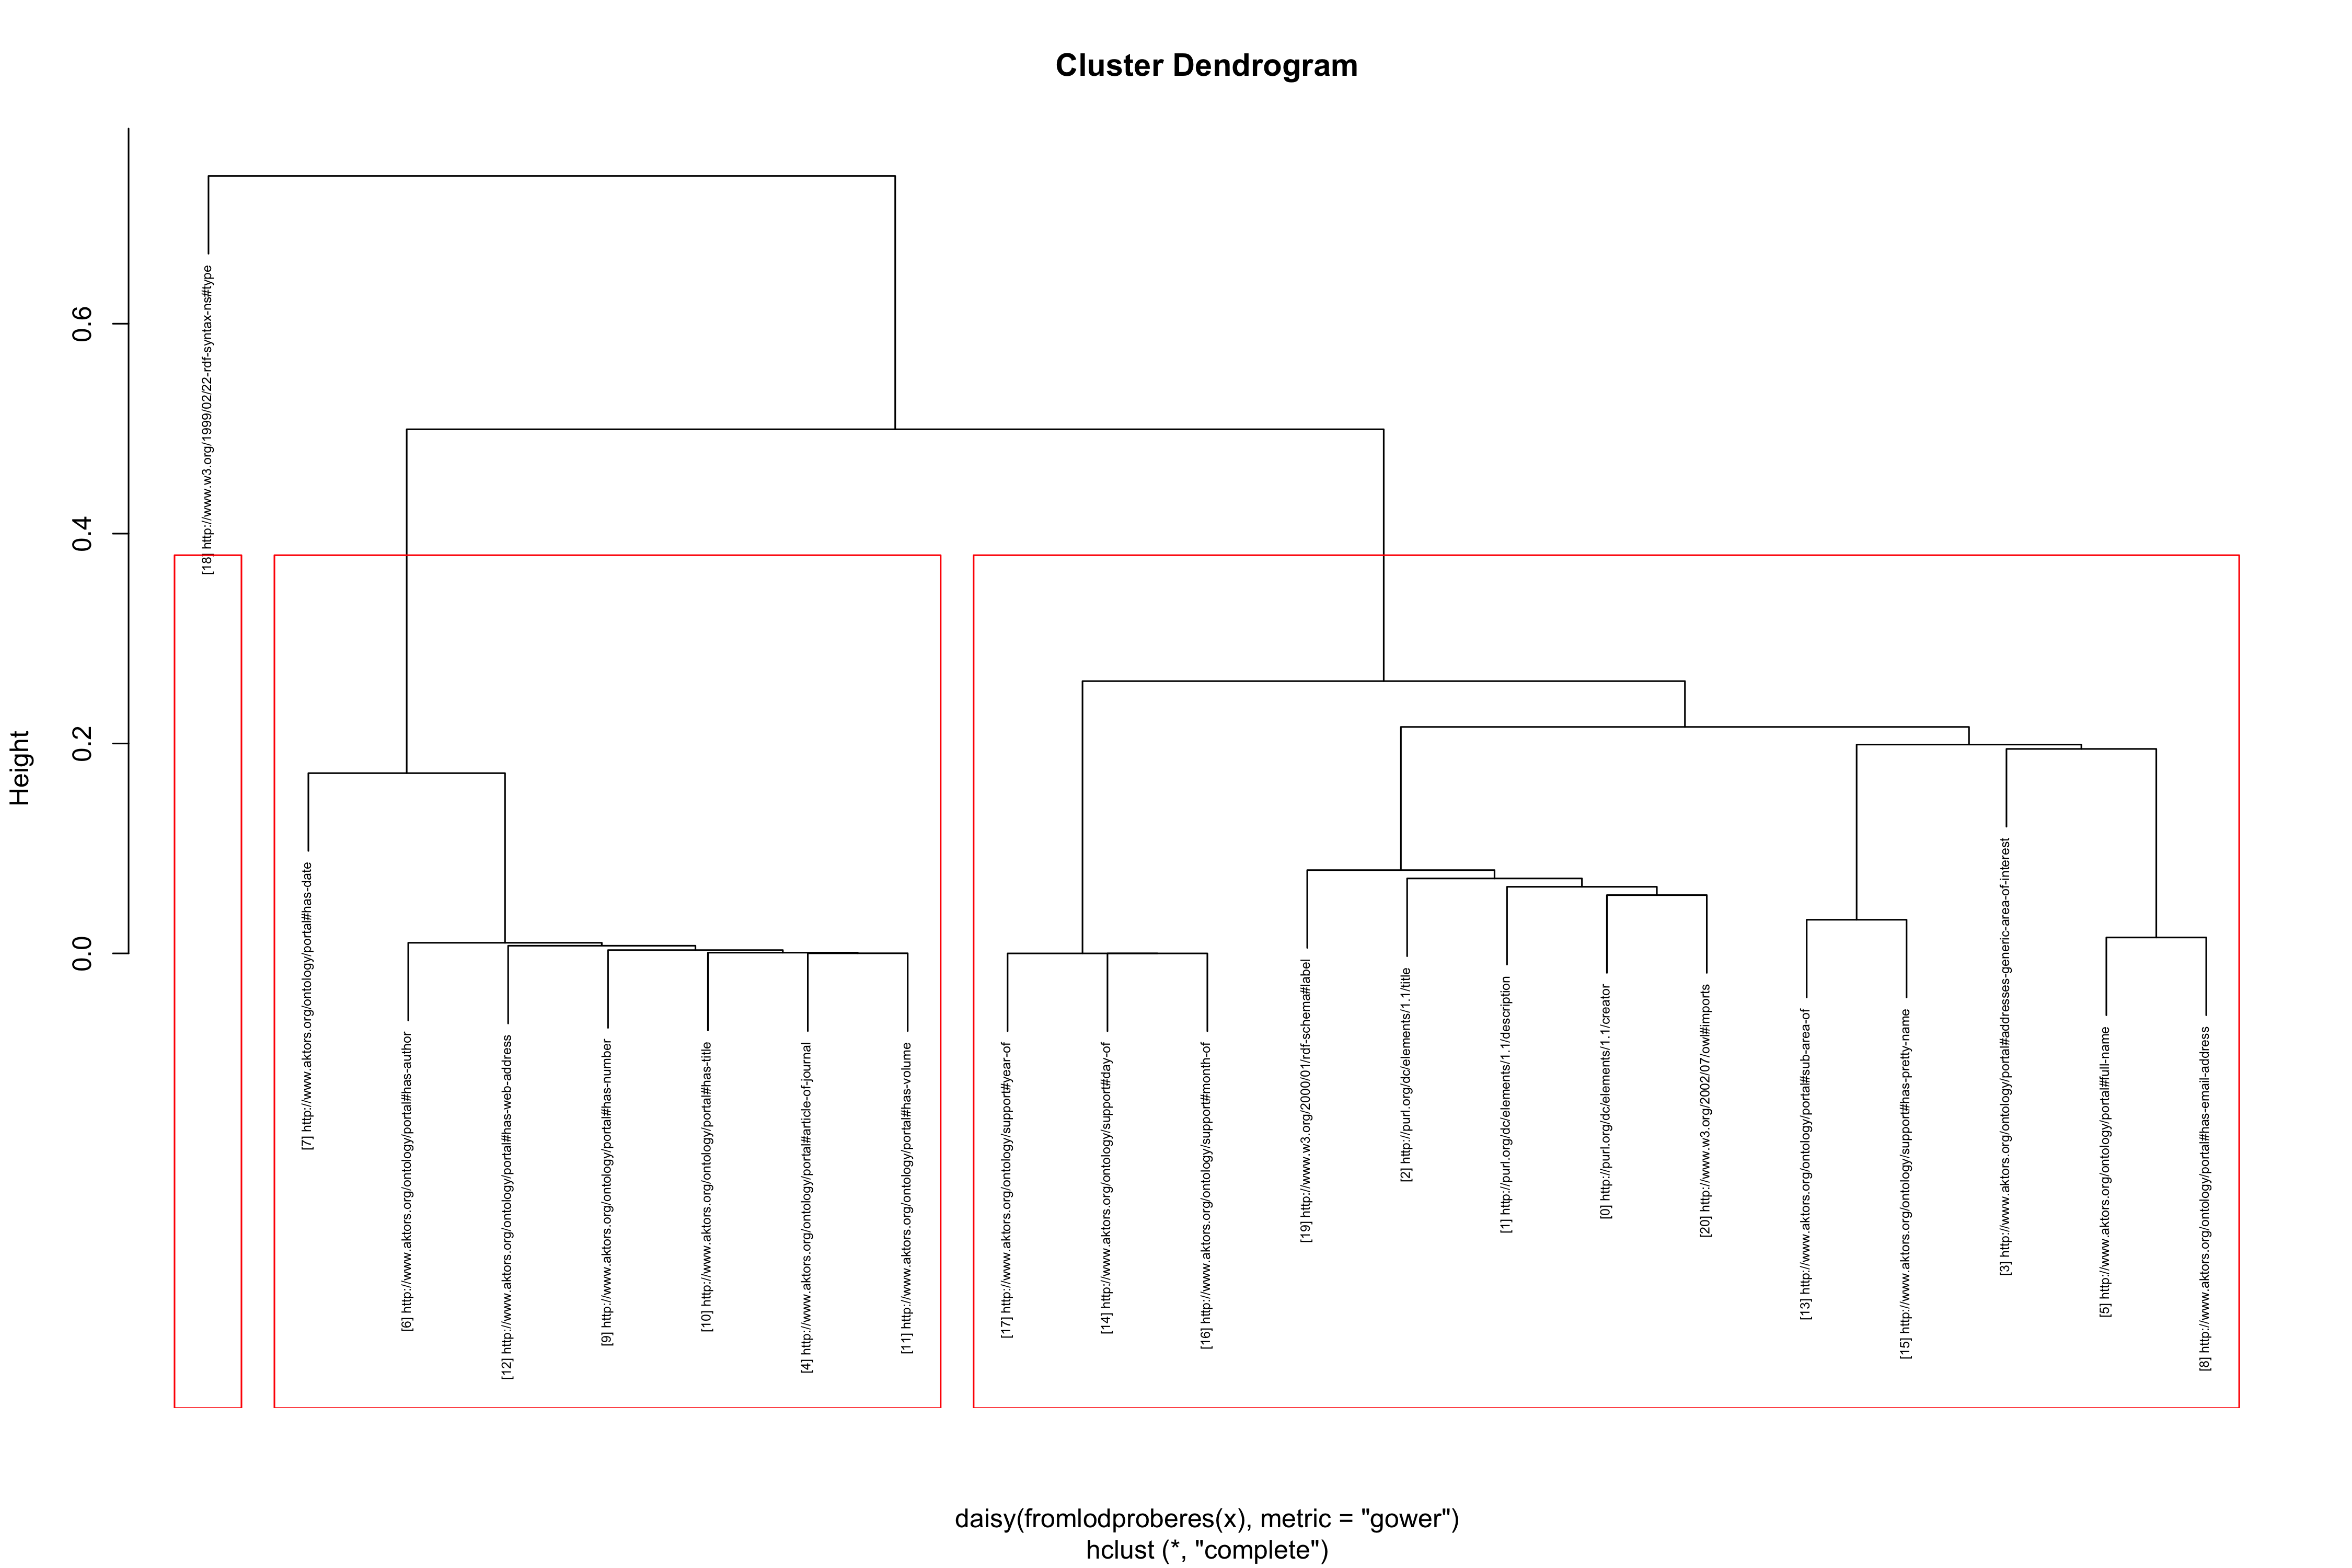 Cluster Dendrogram
Height
0.0
0.2
0.4
0.6
[18] http://www.w3.org/1999/02/22-rdf-syntax-ns#type
[7] http://www.aktors.org/ontology/portal#has-date
[6] http://www.aktors.org/ontology/portal#has-author
[12] http://www.aktors.org/ontology/portal#has-web-address
[9] http://www.aktors.org/ontology/portal#has-number
[10] http://www.aktors.org/ontology/portal#has-title
[4] http://www.aktors.org/ontology/portal#article-of-journal
[11] http://www.aktors.org/ontology/portal#has-volume
[17] http://www.aktors.org/ontology/support#year-of
[14] http://www.aktors.org/ontology/support#day-of
[16] http://www.aktors.org/ontology/support#month-of
[19] http://www.w3.org/2000/01/rdf-schema#label
[2] http://purl.org/dc/elements/1.1/title
[1] http://purl.org/dc/elements/1.1/description
[0] http://purl.org/dc/elements/1.1/creator
[20] http://www.w3.org/2002/07/owl#imports
[13] http://www.aktors.org/ontology/portal#sub-area-of
[15] http://www.aktors.org/ontology/support#has-pretty-name
[3] http://www.aktors.org/ontology/portal#addresses-generic-area-of-interest
[5] http://www.aktors.org/ontology/portal#full-name
[8] http://www.aktors.org/ontology/portal#has-email-address
daisy(fromlodproberes(x), metric = "gower")
hclust (*, "complete")